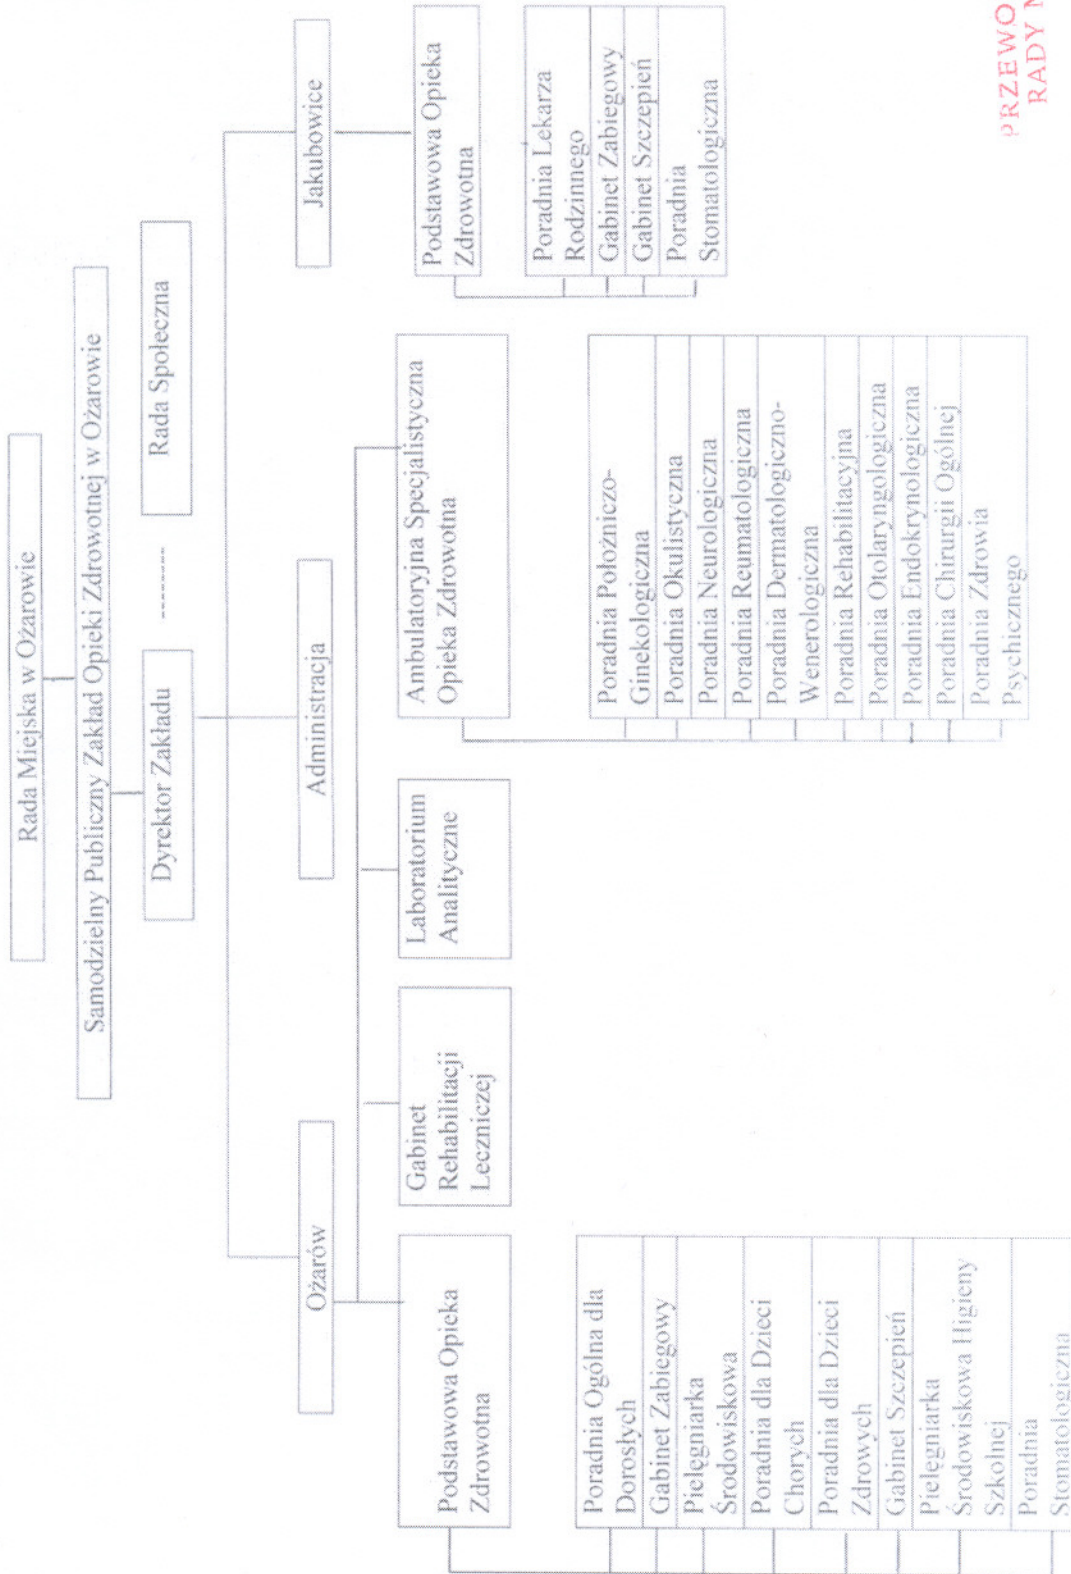 Rada Miejska w Ożarowie
Samodzielny Publiczny Zakład Opieki Zdrowotnej w Ożarowie
Dyrektor Zakładu
--------
Rada Społeczna
Ożarów
Administracja
Jakubowice
Podstawowa Opieka
Zdrowotna
Gabinet
Rehabilitacji
Leczniczej
Laboratorium
Analityczne
Ambulatoryjna Specjalistyczna
Opieka Zdrowotna
Podstawowa Opieka
Zdrowotna
Poradnia Ogólna dla
Dorosłych
Gabinet Zabiegowy
Pielęgniarka
Środowiskowa
Poradnia dla Dzieci
Chorych
Poradnia dla Dzieci
Zdrowych
Gabinet Szczepień
Pielęgniarka
Środowiskowa Higieny
Szkolnej
Poradnia
Stomatologiczna
Poradnia Położniczo-
Ginekologiczna
Poradnia Okulistyczna
Poradnia Neurologiczna
Poradnia Reumatologiczna
Poradnia Dermatologiczno-
Wenerologiczna
Poradnia Rehabilitacyjna
Poradnia Otolaryngologiczna
Poradnia Endokrynologiczna
Poradnia Chirurgii Ogólnej
Poradnia Zdrowia
Psychicznego
Poradnia Lekarza
Rodzinnego
Gabinet Zabiegowy
Gabinet Szczepień
Poradnia
Stomatologiczna
PRZEWO
RADY